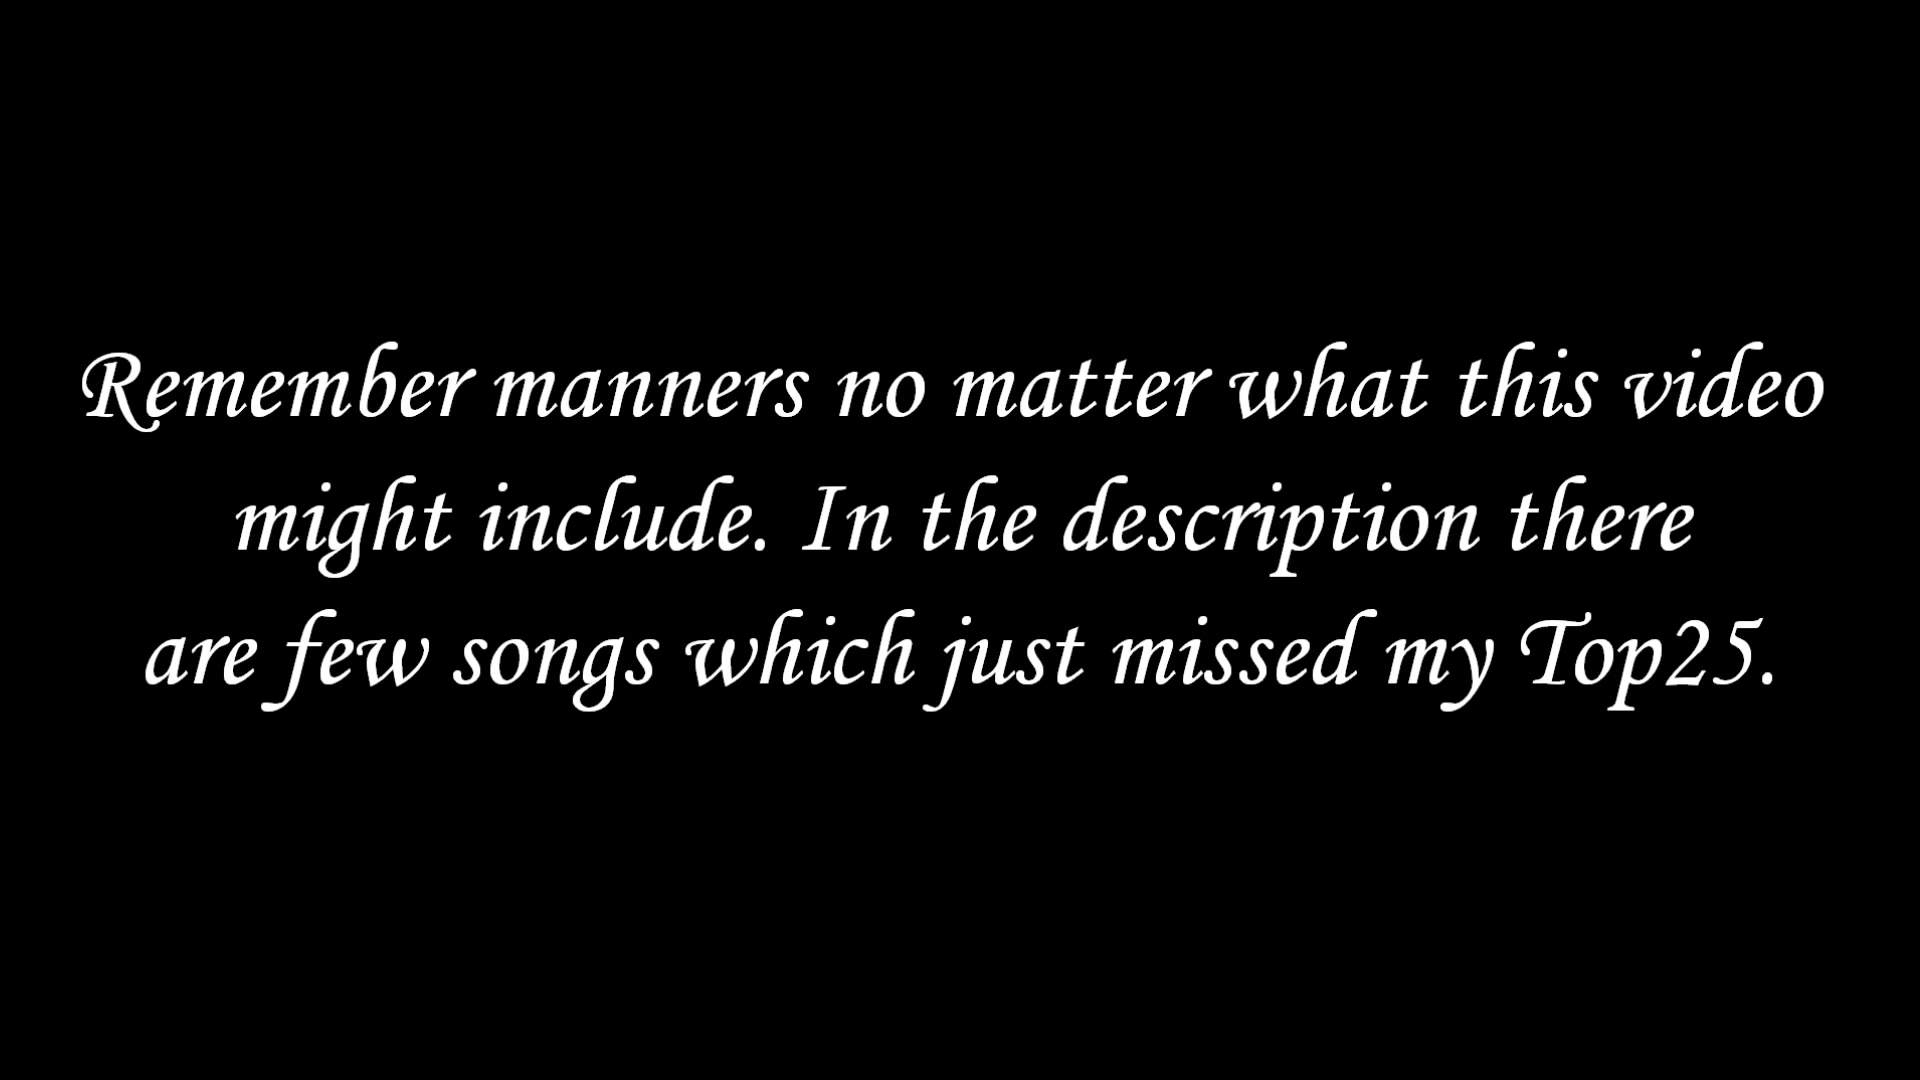 Remember manners no matter what this video
might include. In the description there
are few songs which just missed my Top25.